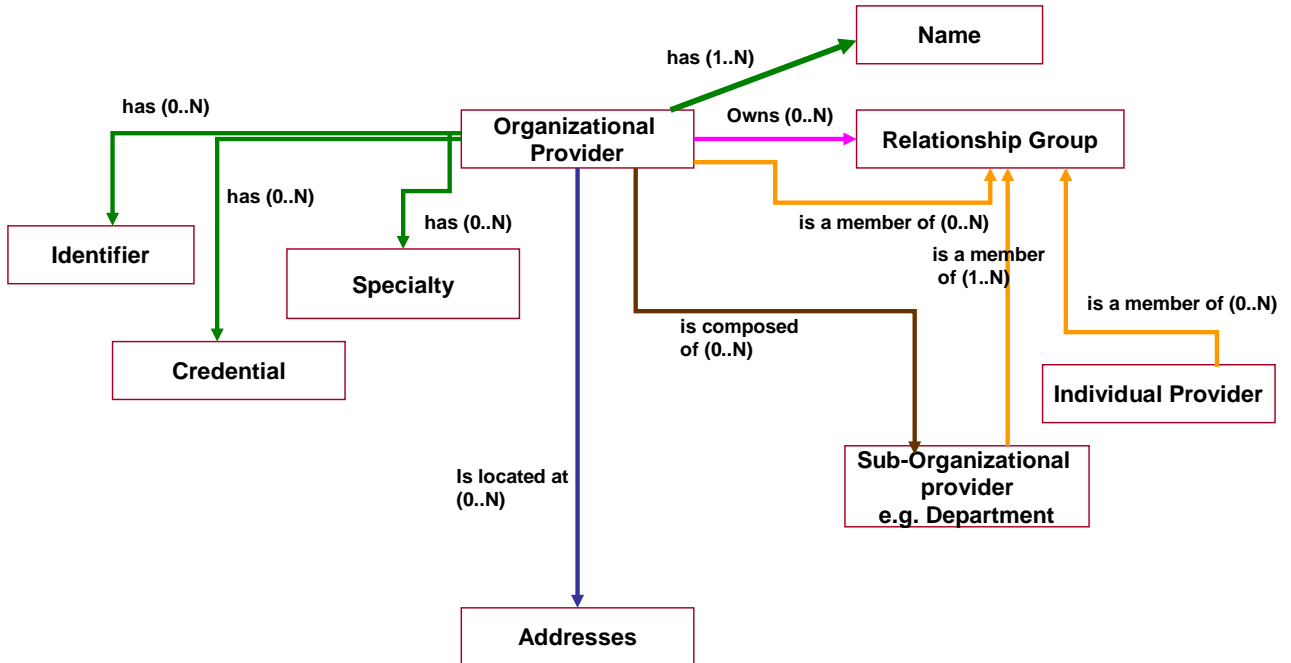 Name
has (1..N)
has (0..N)
Organizational
Provider
Owns (0..N)
Relationship Group
has (0..N)
has (0..N)
is a member of (0..N)
Identifier
Specialty
is a member
of (1..N)
is a member of (0..N)
is composed
of (0..N)
Credential
Individual Provider
Sub-Organizational
provider
e.g. Department
Is located at
(0..N)
Addresses